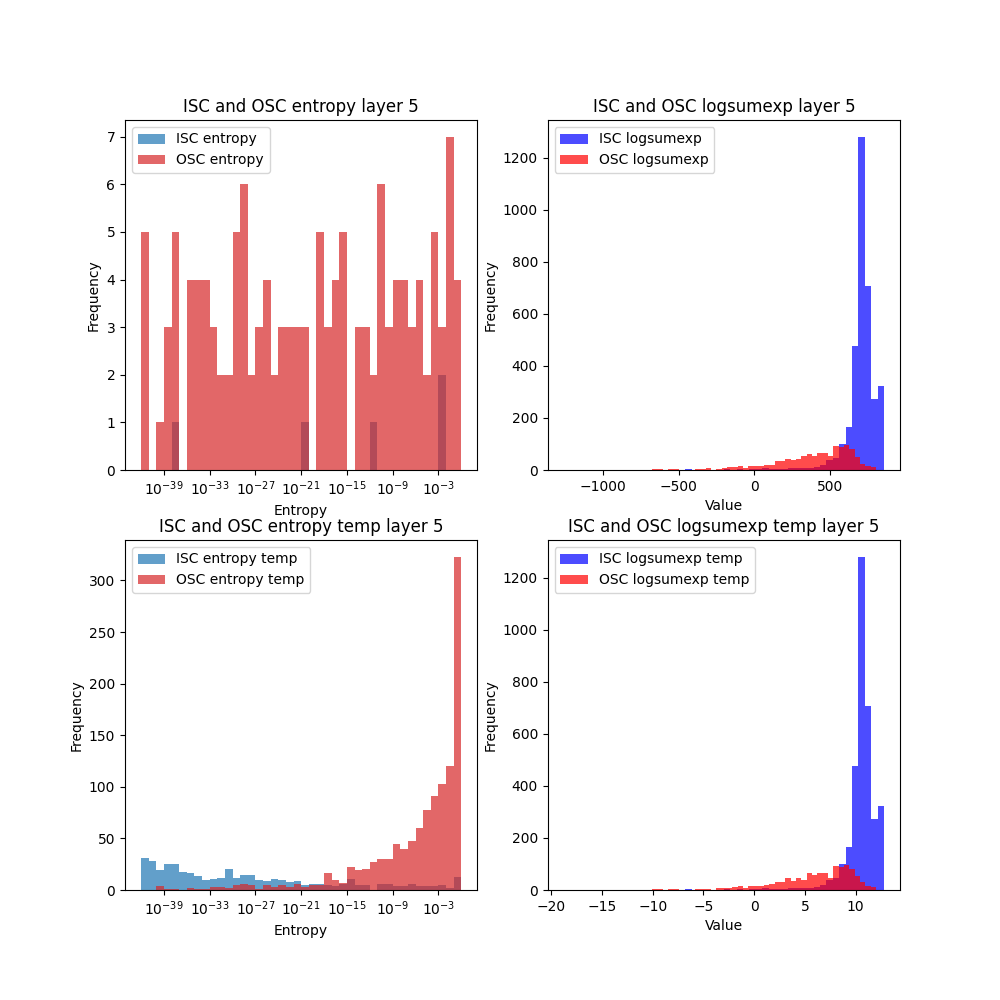 ISC and OSC entropy layer 5
ISC entropy
OSC entropy
Frequency
7
6
5
4
3
2
1
0
10⁻³⁹ 10⁻³³ 10⁻²⁷ 10⁻²¹ 10⁻¹⁵ 10⁻⁹ 10⁻³
Entropy
ISC and OSC logsumexp layer 5
ISC logsumexp
OSC logsumexp
Frequency
1200
1000
800
600
400
200
0
−1000 −500 0 500
Value
ISC and OSC entropy temp layer 5
ISC entropy temp
OSC entropy temp
Frequency
300
250
200
150
100
50
0
10⁻³⁹ 10⁻³³ 10⁻²⁷ 10⁻²¹ 10⁻¹⁵ 10⁻⁹ 10⁻³
Entropy
ISC and OSC logsumexp temp layer 5
ISC logsumexp temp
OSC logsumexp temp
Frequency
1200
1000
800
600
400
200
0
−20 −15 −10 −5 0 5 10
Value